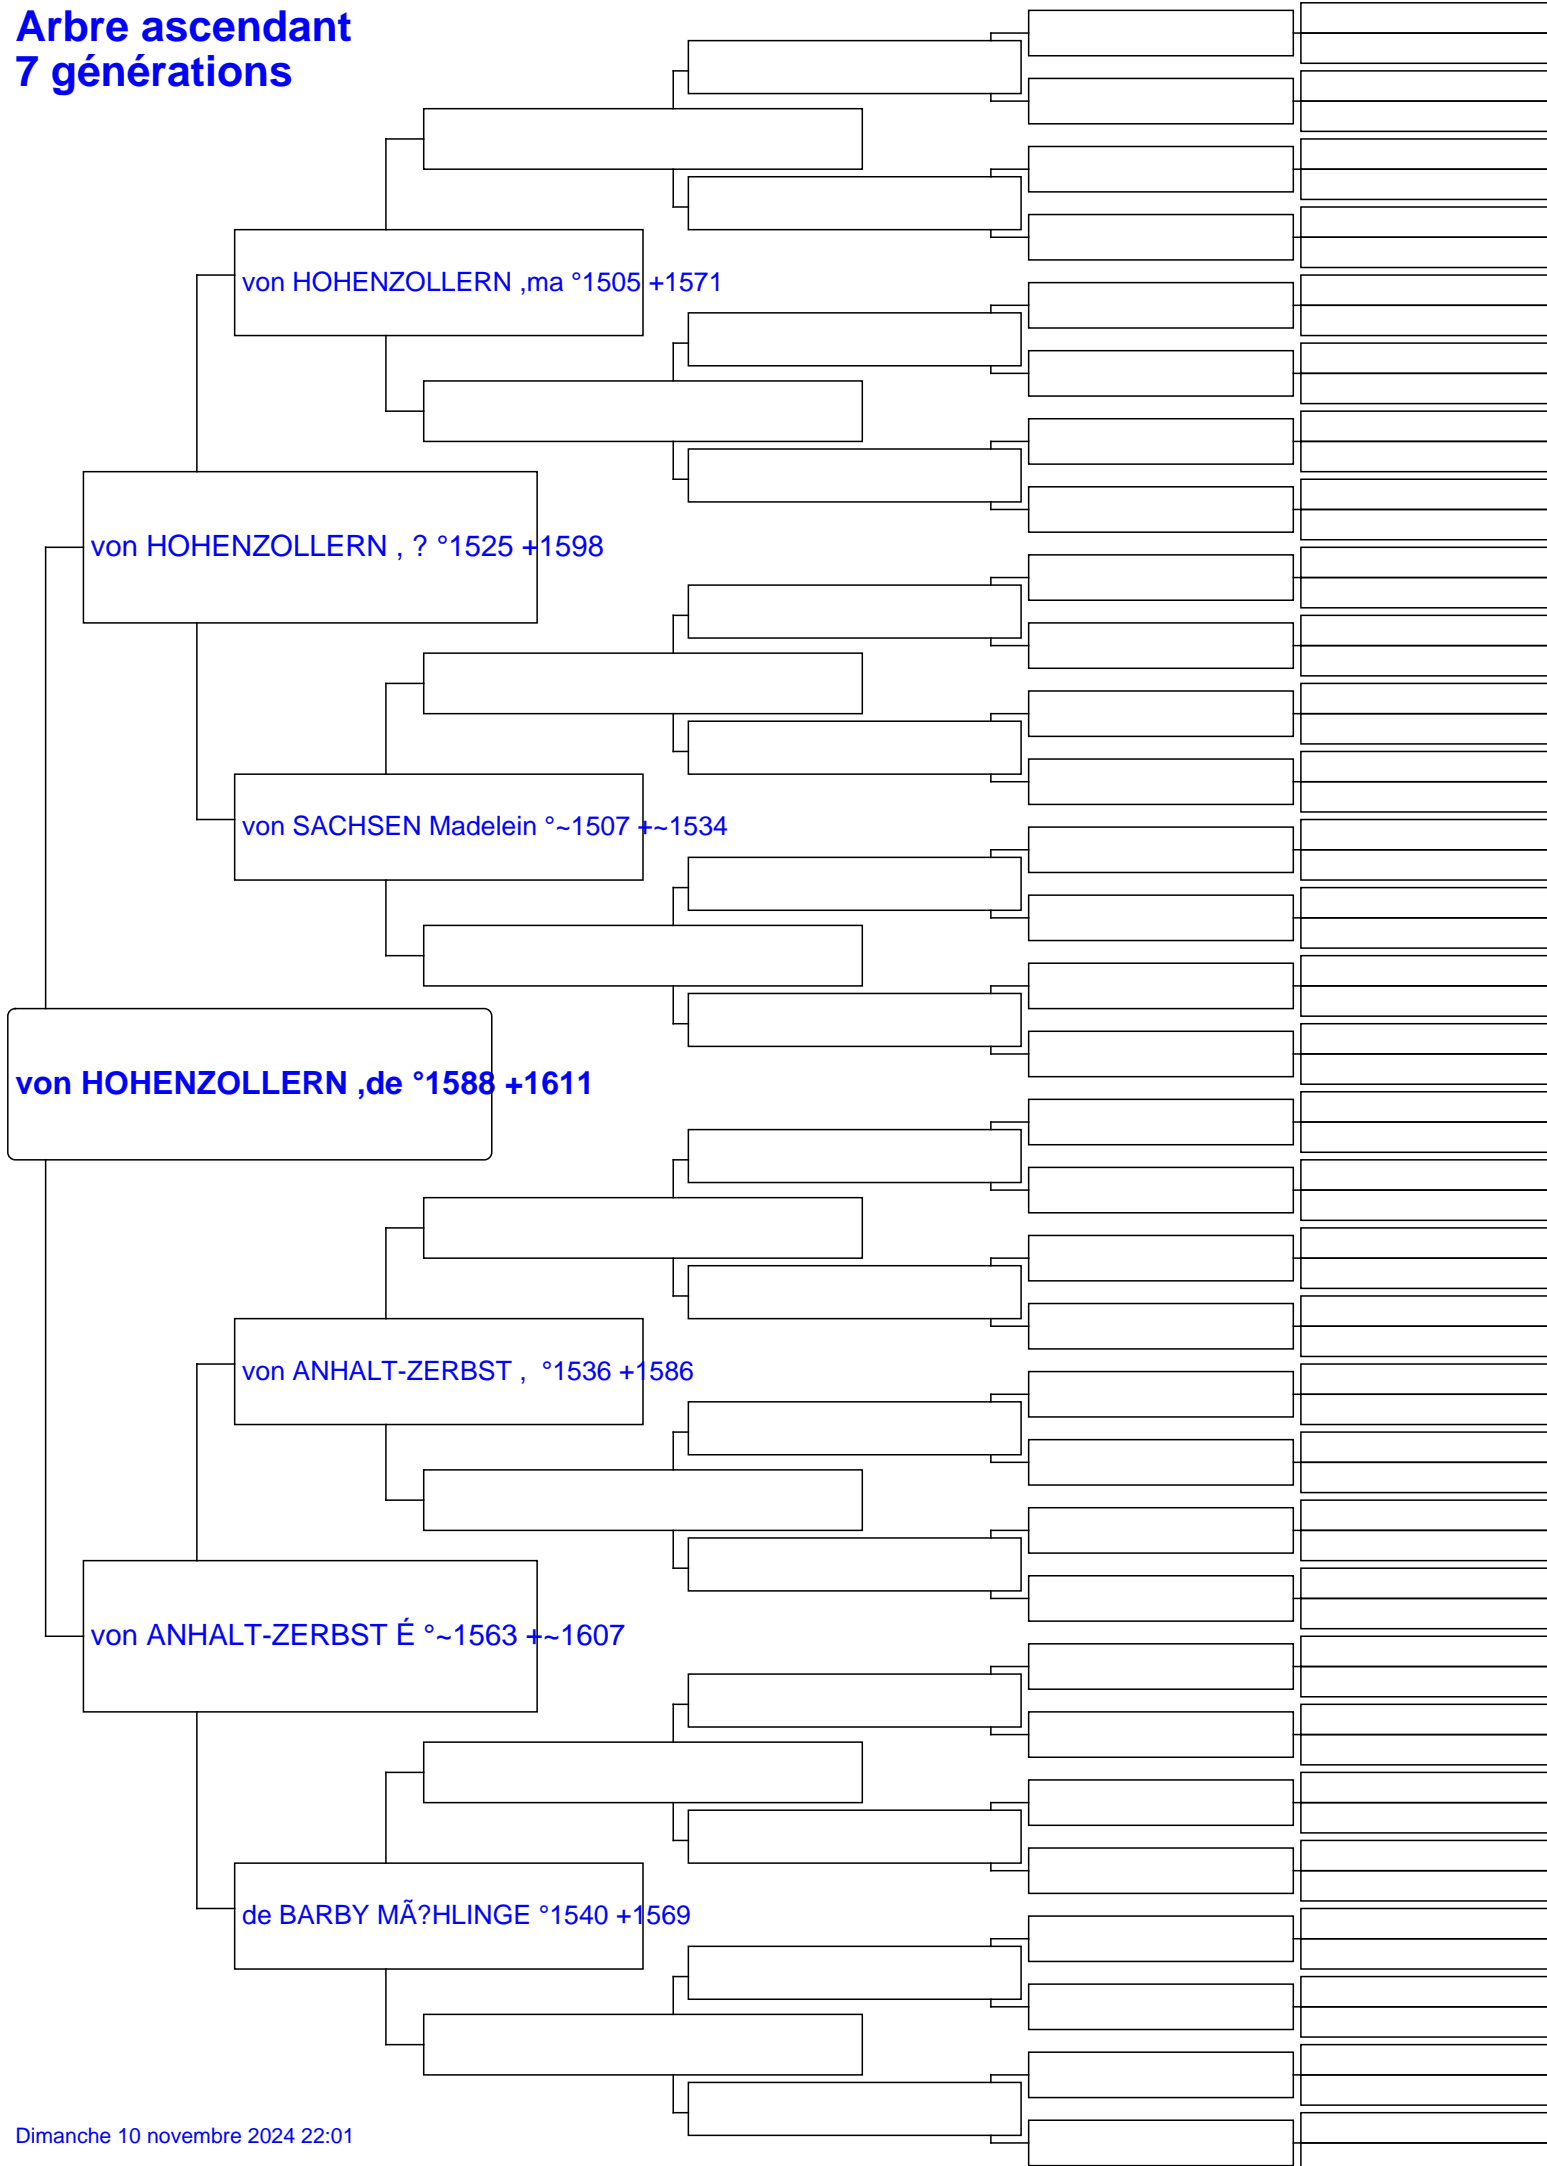 Arbre ascendant
7 générations
von HOHENZOLLERN ,ma °1505 +1571
von HOHENZOLLERN , ? °1525 +1598
von SACHSEN Madelein °~1507 +~1534
von HOHENZOLLERN ,de °1588 +1611
von ANHALT-ZERBST ,  °1536 +1586
von ANHALT-ZERBST É °~1563 +~1607
de BARBY MÃ?HLINGE °1540 +1569
Dimanche 10 novembre 2024 22:01